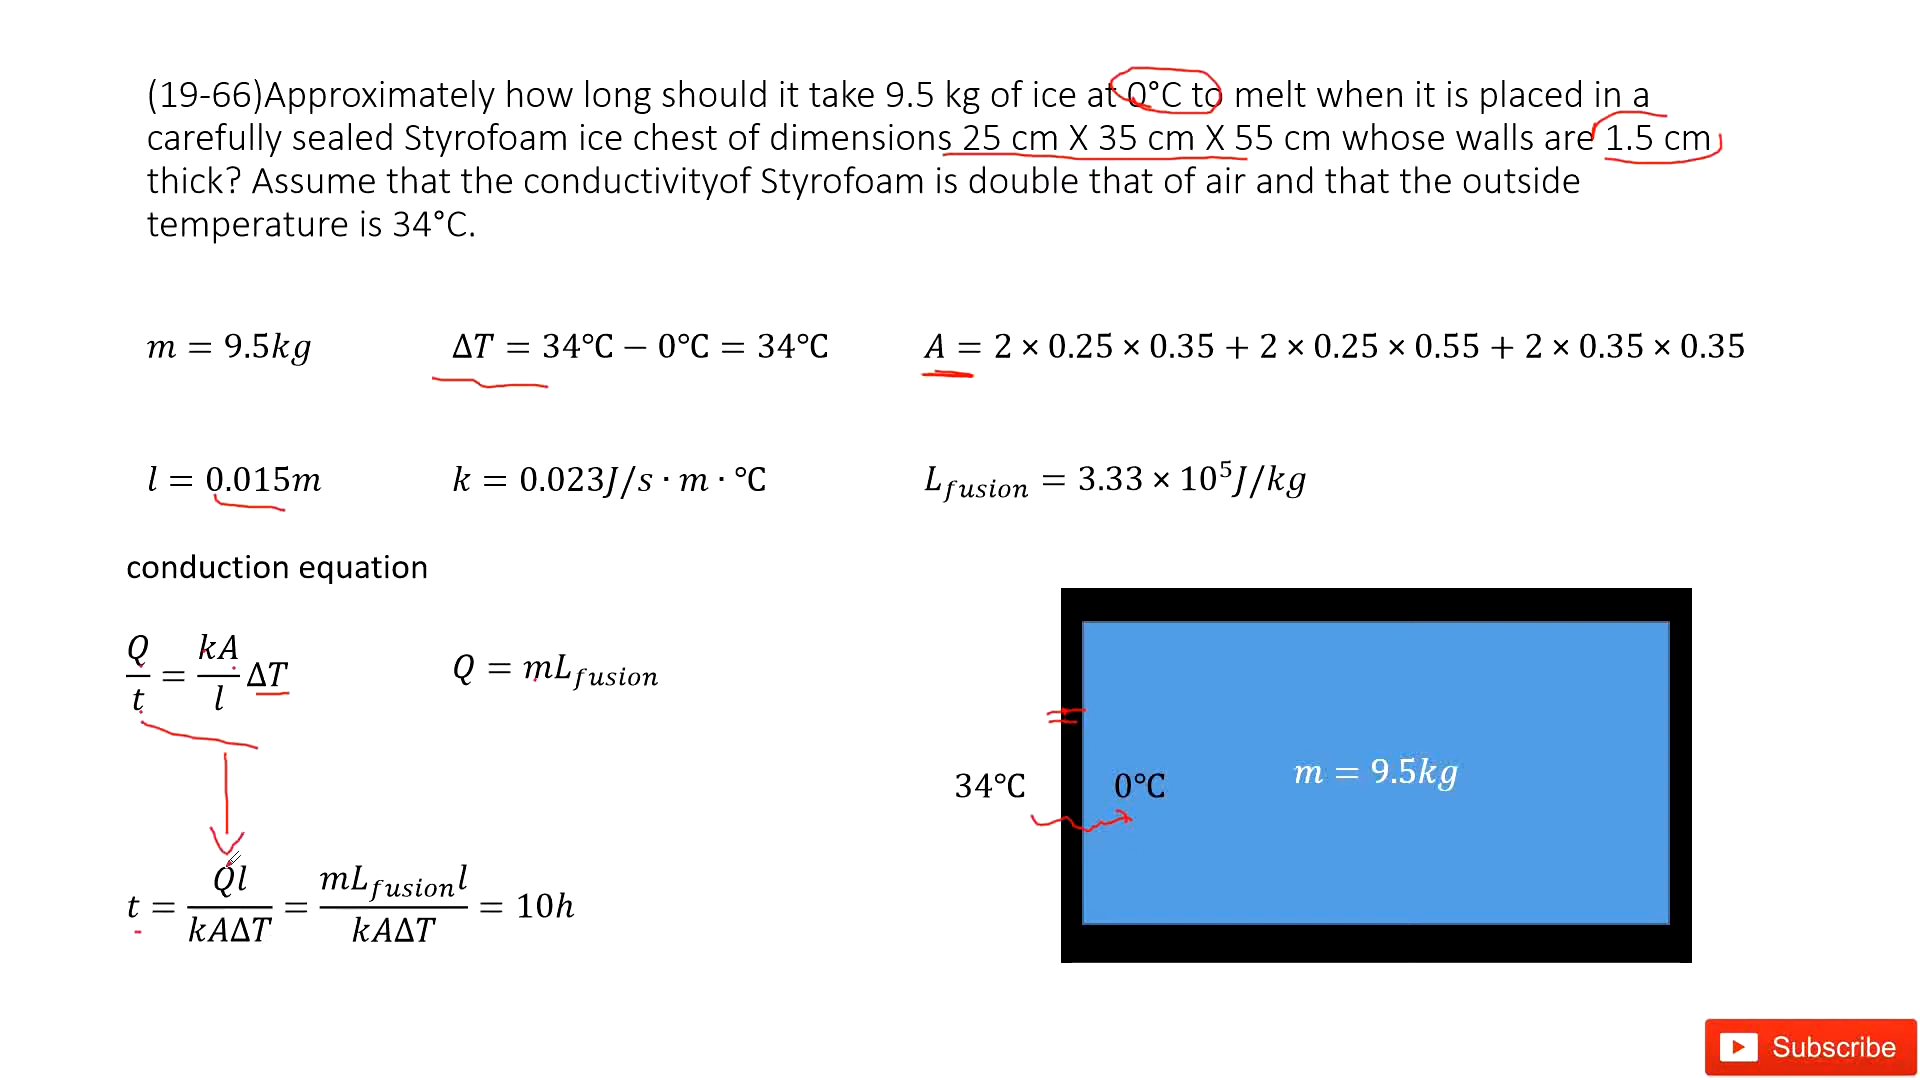 (19-66)Approximately how long should it take 9.5 kg of ice at 0°C to melt when it is placed in a
carefully sealed Styrofoam ice chest of dimensions 25 cm X 35 cm X 55 cm whose walls are 1.5 cm
thick? Assume that the conductivityof Styrofoam is double that of air and that the outside
temperature is 34°C.
m = 9.5kg
ΔT = 34℃ − 0℃ = 34℃
A = 2 × 0.25 × 0.35 + 2 × 0.25 × 0.55 + 2 × 0.35 × 0.35
l = 0.015m
k = 0.023J/s · m · ℃
L_fusion = 3.33 × 10^5 J/kg
conduction equation
Q/t = kA/l ΔT
Q = mL_fusion
34℃
0℃
m = 9.5kg
t = Ql/kAΔT = mL_fusion l/kAΔT = 10h
Subscribe